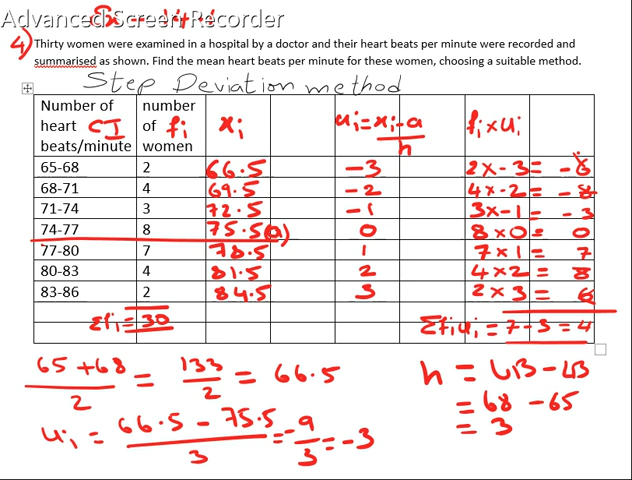 Advanced Screen Recorder
4) Thirty women were examined in a hospital by a doctor and their heart beats per minute were recorded and
summarised as shown. Find the mean heart beats per minute for these women, choosing a suitable method.
Step Deviation method
Number of heart CI beats/minute | number of fi women | xi | ui = xi-a / h | fi x ui
65-68 | 2 | 66.5 | -3 | 2 x -3 = -6
68-71 | 4 | 69.5 | -2 | 4 x -2 = -8
71-74 | 3 | 72.5 | -1 | 3 x -1 = -3
74-77 | 8 | 75.5(a) | 0 | 8 x 0 = 0
77-80 | 7 | 78.5 | 1 | 7 x 1 = 7
80-83 | 4 | 81.5 | 2 | 4 x 2 = 8
83-86 | 2 | 84.5 | 3 | 2 x 3 = 6
Σfi = 30 | Σfiui = 7-3 = 4
65+68 / 2 = 133 / 2 = 66.5
ui = 66.5 - 75.5 / 3 = -9 / 3 = -3
h = UB - LB
= 68 - 65
= 3